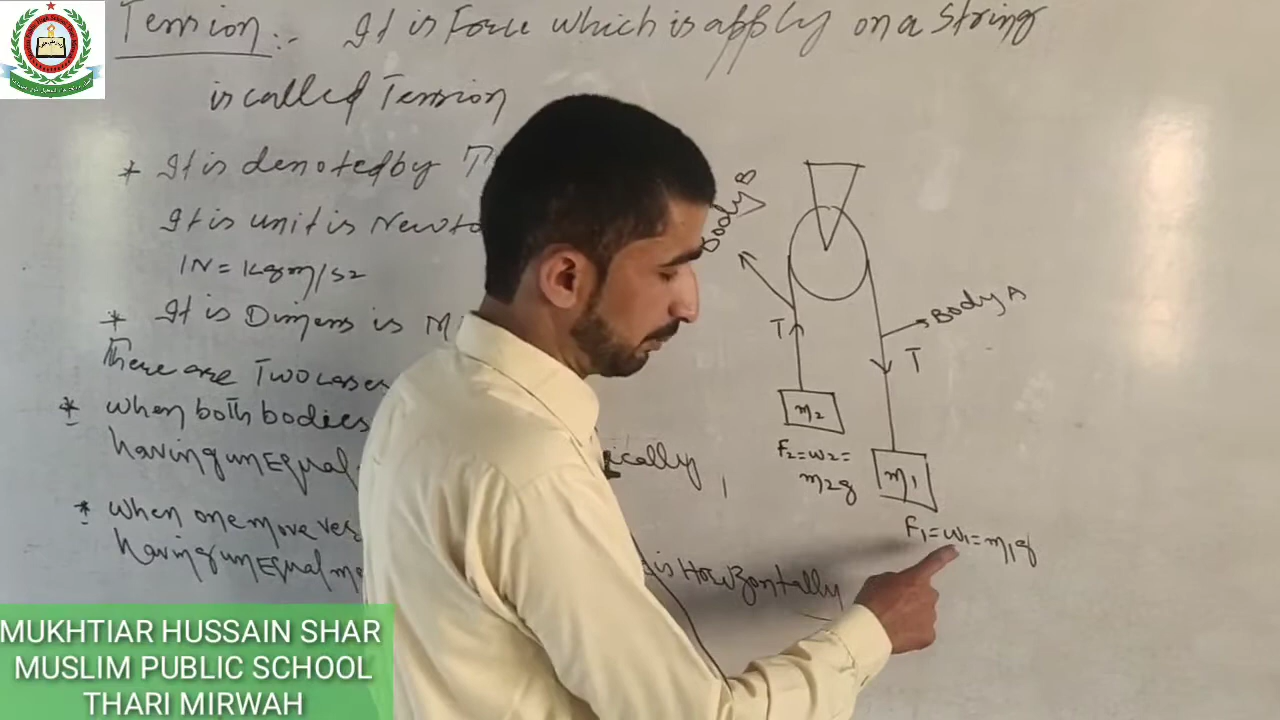 Tension:- It is Force which is apply on a String
is called Tension
* It is denoted by T
It is unit is Newto
1N = Kgm/s2
* It is Dimens is M
There are Two cases
* when both bodies
having unEqual ically,
* when one move ver
having unEqual m is Horizontally
Body B
Body A
T
T
m2
F2=w2=
m2g
m1
F1=w1=m1g
MUKHTIAR HUSSAIN SHAR
MUSLIM PUBLIC SCHOOL
THARI MIRWAH